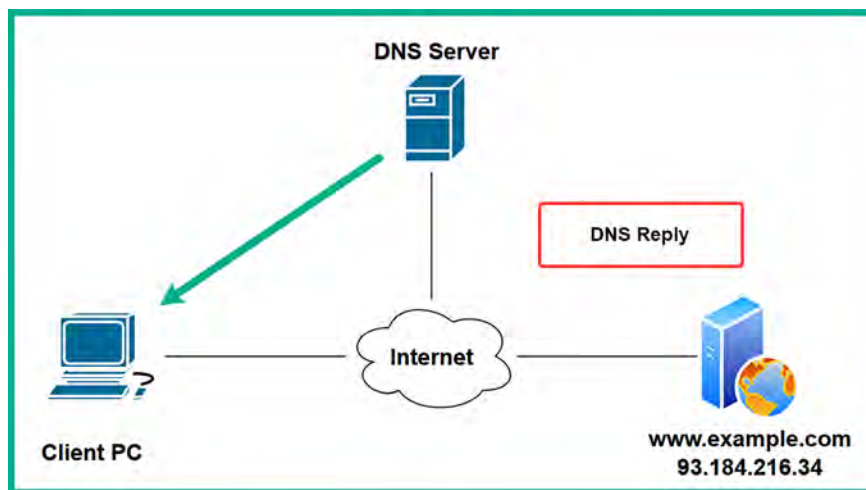 DNS Server
DNS Reply
Internet
Client PC
www.example.com
93.184.216.34